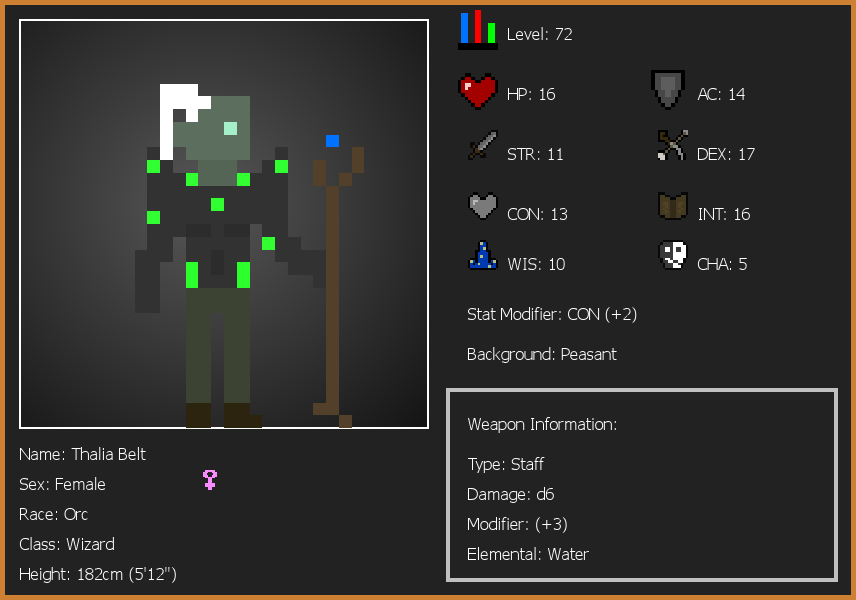 Level: 72
HP: 16
AC: 14
STR: 11
DEX: 17
CON: 13
INT: 16
WIS: 10
CHA: 5
Stat Modifier: CON (+2)
Background: Peasant
Weapon Information:
Type: Staff
Damage: d6
Modifier: (+3)
Elemental: Water
Name: Thalia Belt
Sex: Female
Race: Orc
Class: Wizard
Height: 182cm (5'12")